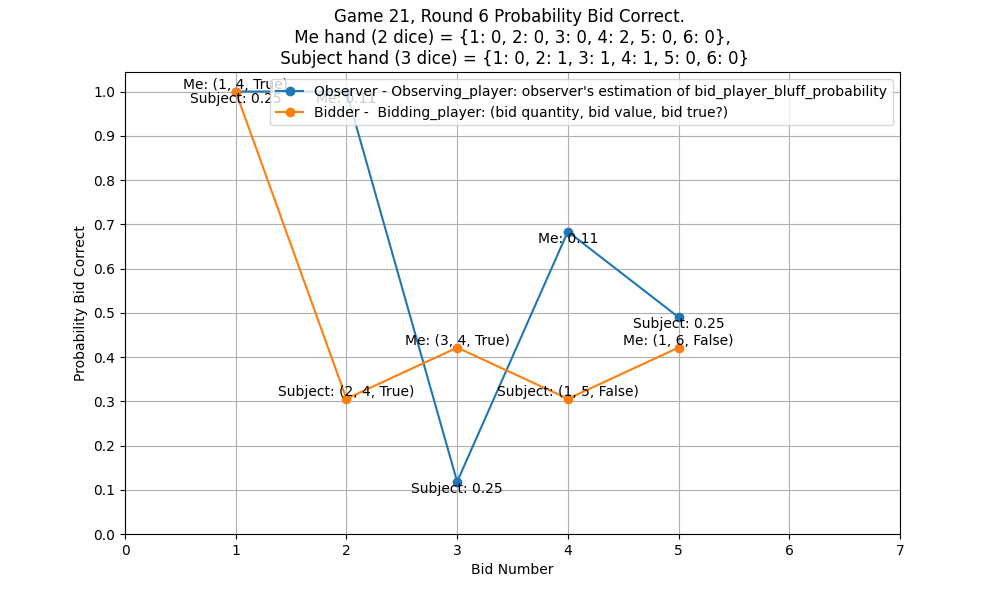 Game 21, Round 6 Probability Bid Correct.
Me hand (2 dice) = {1: 0, 2: 0, 3: 0, 4: 2, 5: 0, 6: 0},
Subject hand (3 dice) = {1: 0, 2: 1, 3: 1, 4: 1, 5: 0, 6: 0}
Observer - Observing_player: observer's estimation of bid_player_bluff_probability
Bidder -  Bidding_player: (bid quantity, bid value, bid true?)
Me: (1, 4, True)
Subject: 0.25
Me: 0.11
Me: 0.11
Subject: 0.25
Me: (3, 4, True)
Me: (1, 6, False)
Subject: (2, 4, True)
Subject: (1, 5, False)
Subject: 0.25
Probability Bid Correct
1.0
0.9
0.8
0.7
0.6
0.5
0.4
0.3
0.2
0.1
0.0
0 1 2 3 4 5 6 7
Bid Number